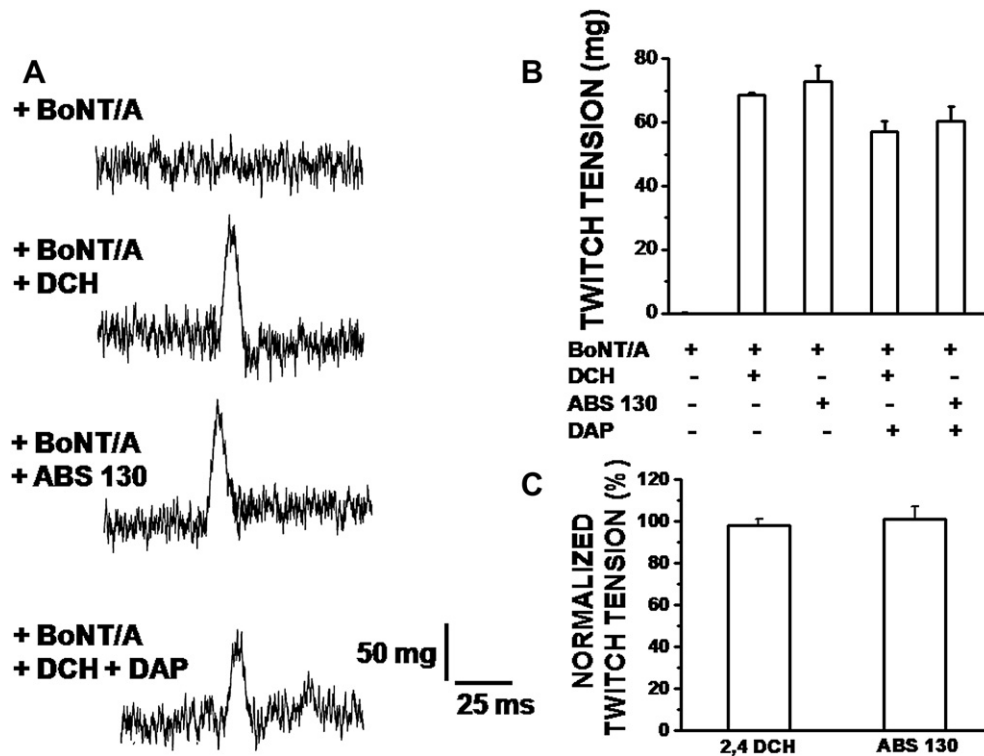 A
+ BoNT/A
+ BoNT/A
+ DCH
+ BoNT/A
+ ABS 130
+ BoNT/A
+ DCH + DAP
50 mg
25 ms
B
TWITCH TENSION (mg)
80
60
40
20
0
BoNT/A + + + + +
DCH - + - + -
ABS 130 - - + - +
DAP - - - + +
C
NORMALIZED
TWITCH TENSION (%)
120
100
80
60
40
20
0
2,4 DCH ABS 130